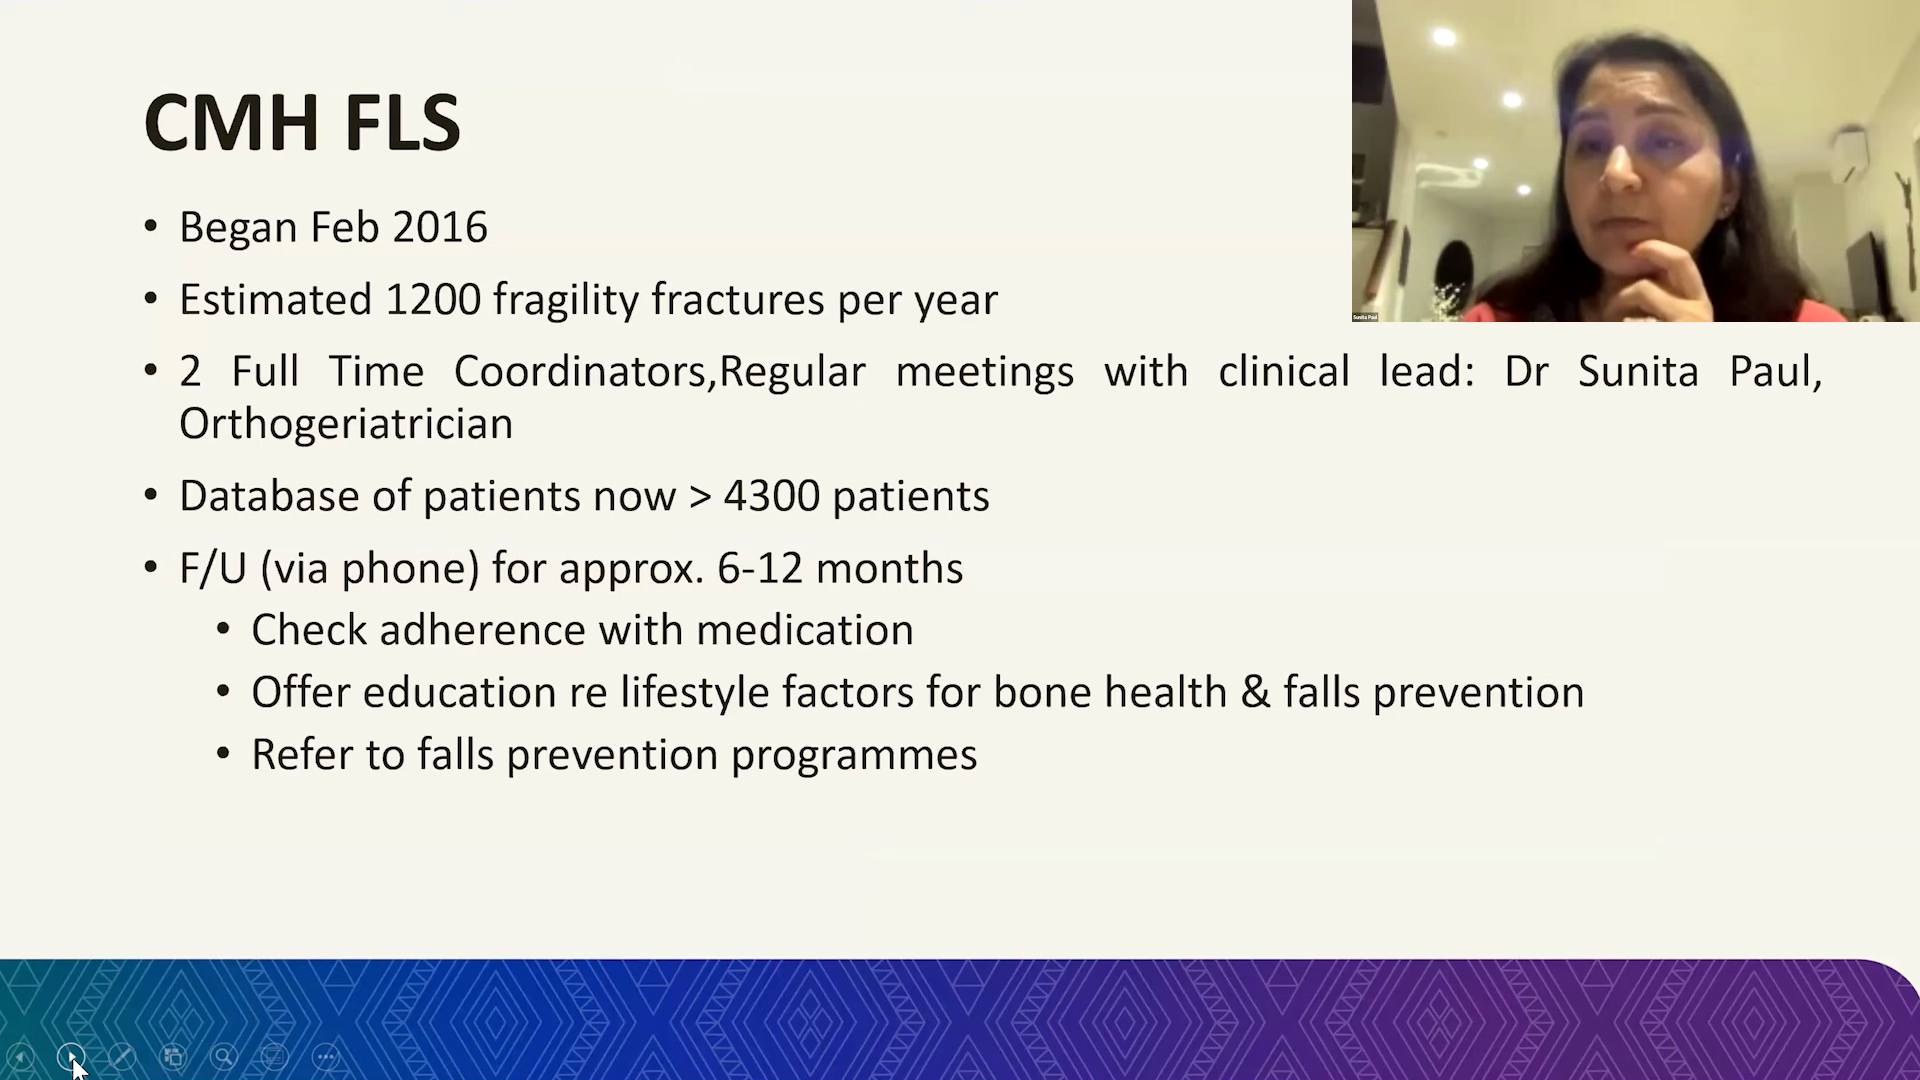 CMH FLS
• Began Feb 2016
• Estimated 1200 fragility fractures per year
• 2 Full Time Coordinators,Regular meetings with clinical lead: Dr Sunita Paul,
Orthogeriatrician
• Database of patients now > 4300 patients
• F/U (via phone) for approx. 6-12 months
• Check adherence with medication
• Offer education re lifestyle factors for bone health & falls prevention
• Refer to falls prevention programmes
Sunita Paul